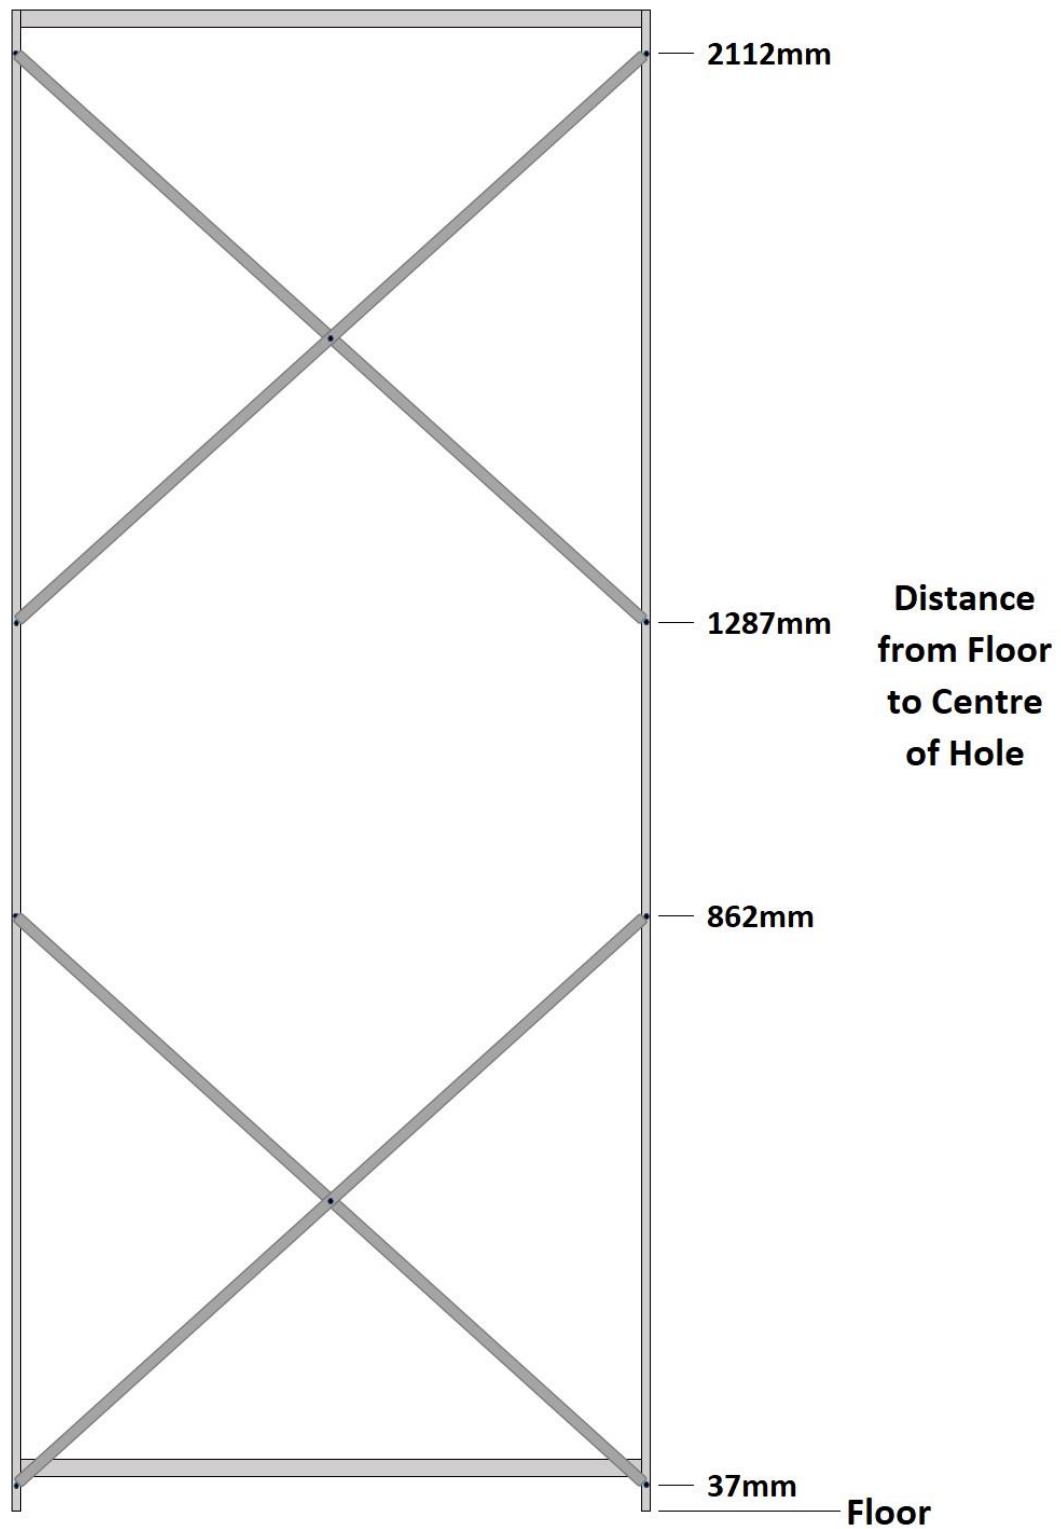 2112mm
1287mm
Distance
from Floor
to Centre
of Hole
862mm
37mm
Floor